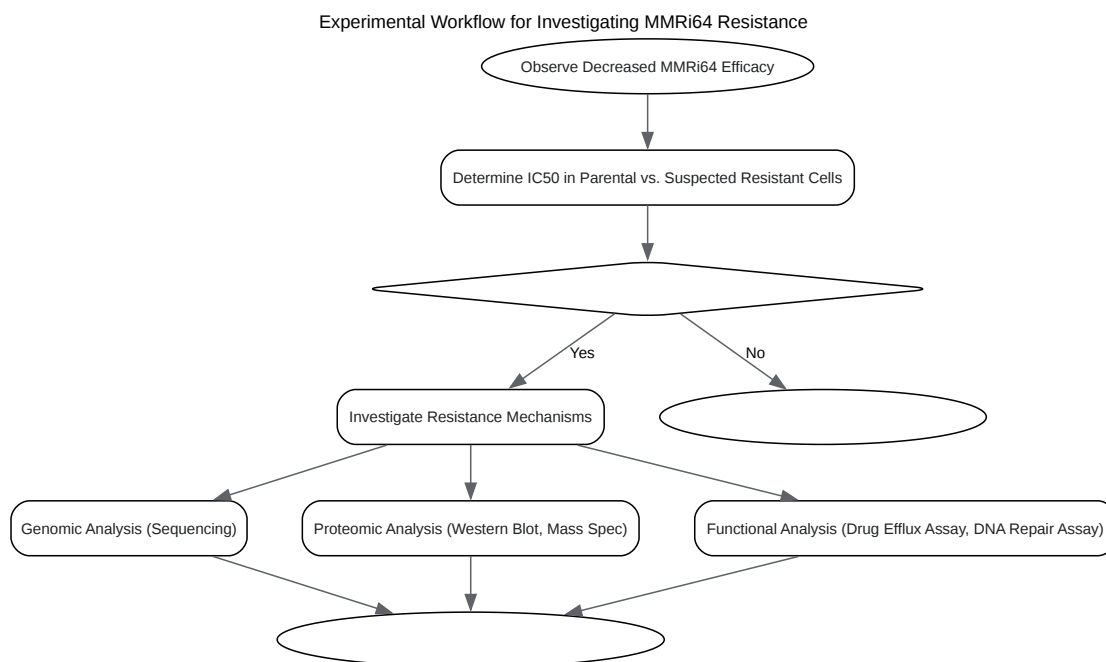 Experimental Workflow for Investigating MMRi64 Resistance
Observe Decreased MMRi64 Efficacy
Determine IC50 in Parental vs. Suspected Resistant Cells
Yes
No
Investigate Resistance Mechanisms
Genomic Analysis (Sequencing)
Proteomic Analysis (Western Blot, Mass Spec)
Functional Analysis (Drug Efflux Assay, DNA Repair Assay)